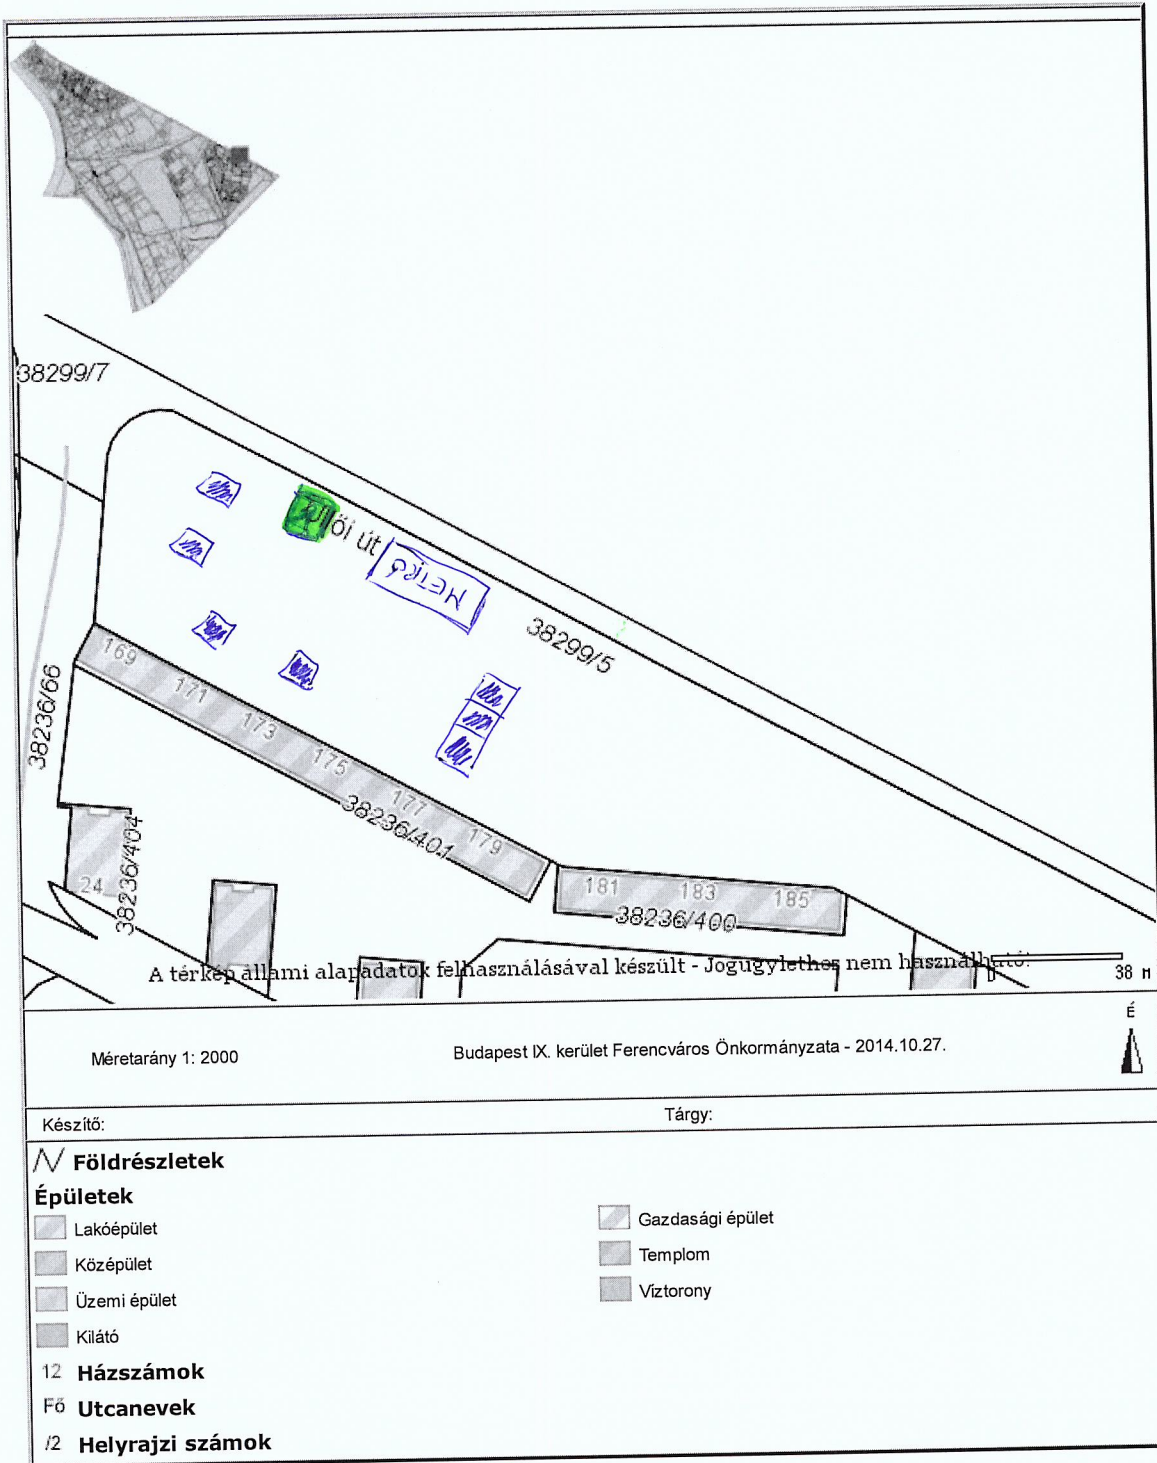 38299/7
Üllői út
METRÓ
38299/5
38236/66
169
171
173
175
177
179
38236/401
24
38236/404
181
183
185
38236/400
A térkép állami alapadatok felhasználásával készült - Jogügylethez nem használható!
0
38 m
É
Méretarány 1: 2000
Budapest IX. kerület Ferencváros Önkormányzata - 2014.10.27.
Készítő:
Tárgy:
Földrészletek
Épületek
Lakóépület
Gazdasági épület
Középület
Templom
Üzemi épület
Víztorony
Kilátó
12 Házszámok
Fő Utcanevek
/2 Helyrajzi számok